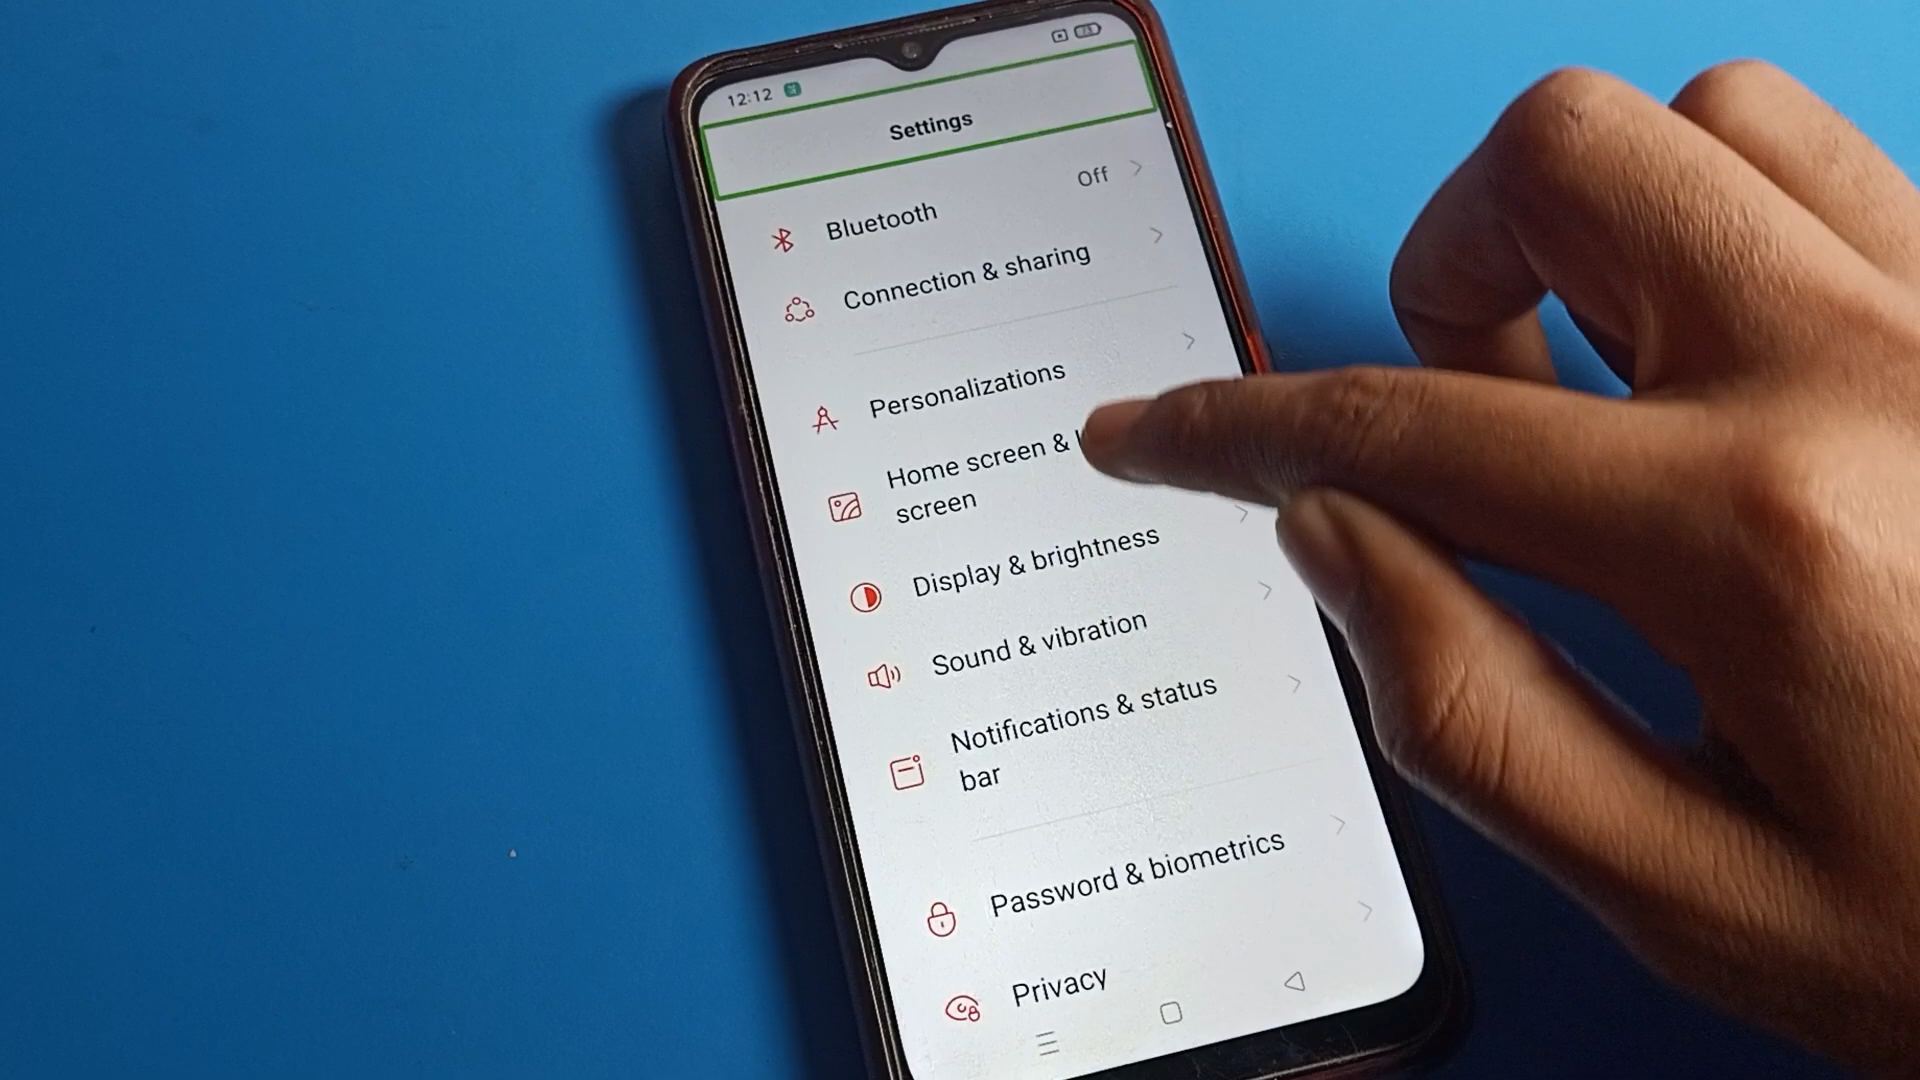 12:12
Settings
Bluetooth Off
Connection & sharing
Personalizations
Home screen &
screen
Display & brightness
Sound & vibration
Notifications & status
bar
Password & biometrics
Privacy